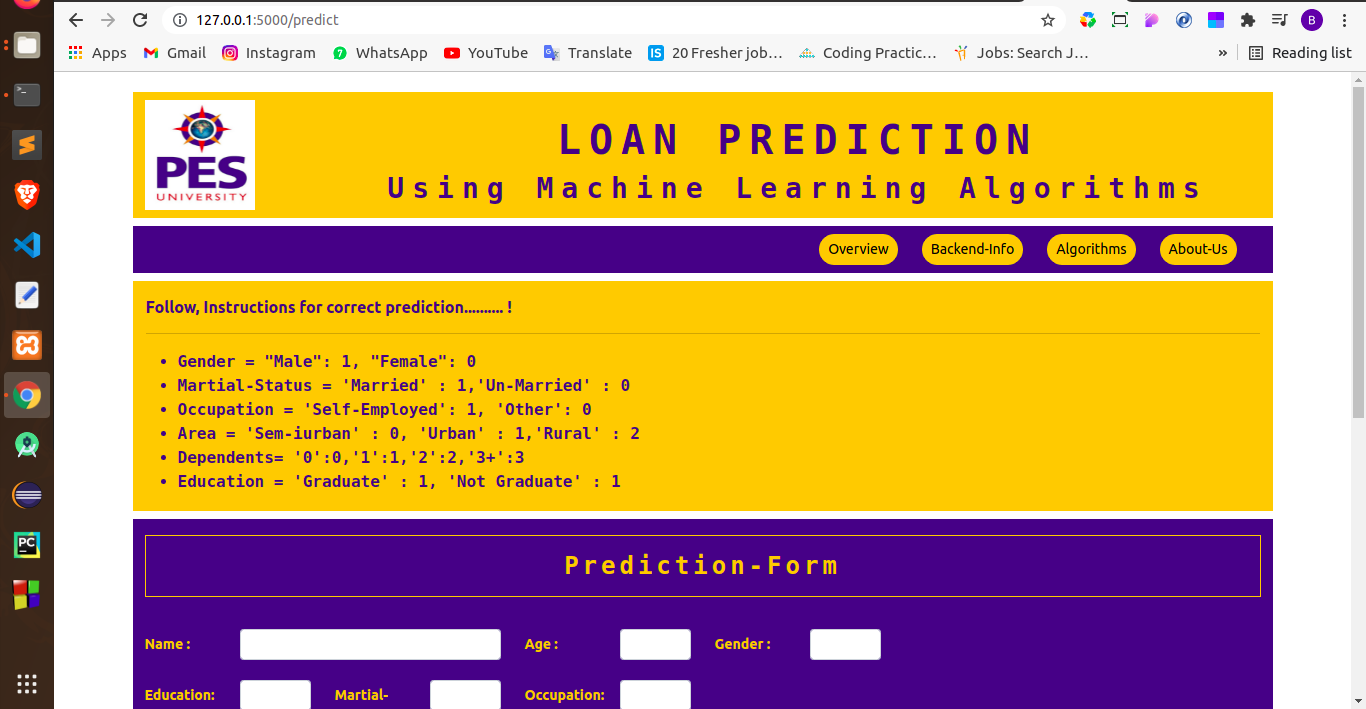 127.0.0.1:5000/predict
B
Apps Gmail Instagram WhatsApp YouTube Translate IS 20 Fresher job… Coding Practic… Jobs: Search J… » Reading list
PES
UNIVERSITY
LOAN PREDICTION
Using Machine Learning Algorithms
Overview Backend-Info Algorithms About-Us
Follow, Instructions for correct prediction.......... !
• Gender = "Male": 1, "Female": 0
• Martial-Status = 'Married' : 1,'Un-Married' : 0
• Occupation = 'Self-Employed': 1, 'Other': 0
• Area = 'Sem-iurban' : 0, 'Urban' : 1,'Rural' : 2
• Dependents= '0':0,'1':1,'2':2,'3+':3
• Education = 'Graduate' : 1, 'Not Graduate' : 1
Prediction-Form
Name : Age : Gender :
Education: Martial- Occupation:
PC